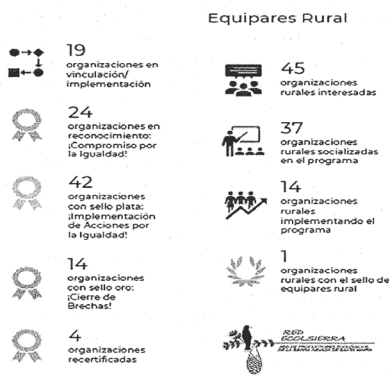 Equipares Rural
19
organizaciones en
vinculación/
implementación
24
organizaciones en
reconocimiento:
¡Compromiso por
la Igualdad!
42
organizaciones
con sello plata:
¡Implementación
de Acciones por
la Igualdad!
14
organizaciones
con sello oro:
¡Cierre de
Brechas!
4
organizaciones
recertificadas
45
organizaciones
rurales interesadas
37
organizaciones
rurales socializadas
en el programa
14
organizaciones
rurales
implementando el
programa
1
organizaciones
rurales con el sello de
equipares rural
RED
ECOLSIERRA